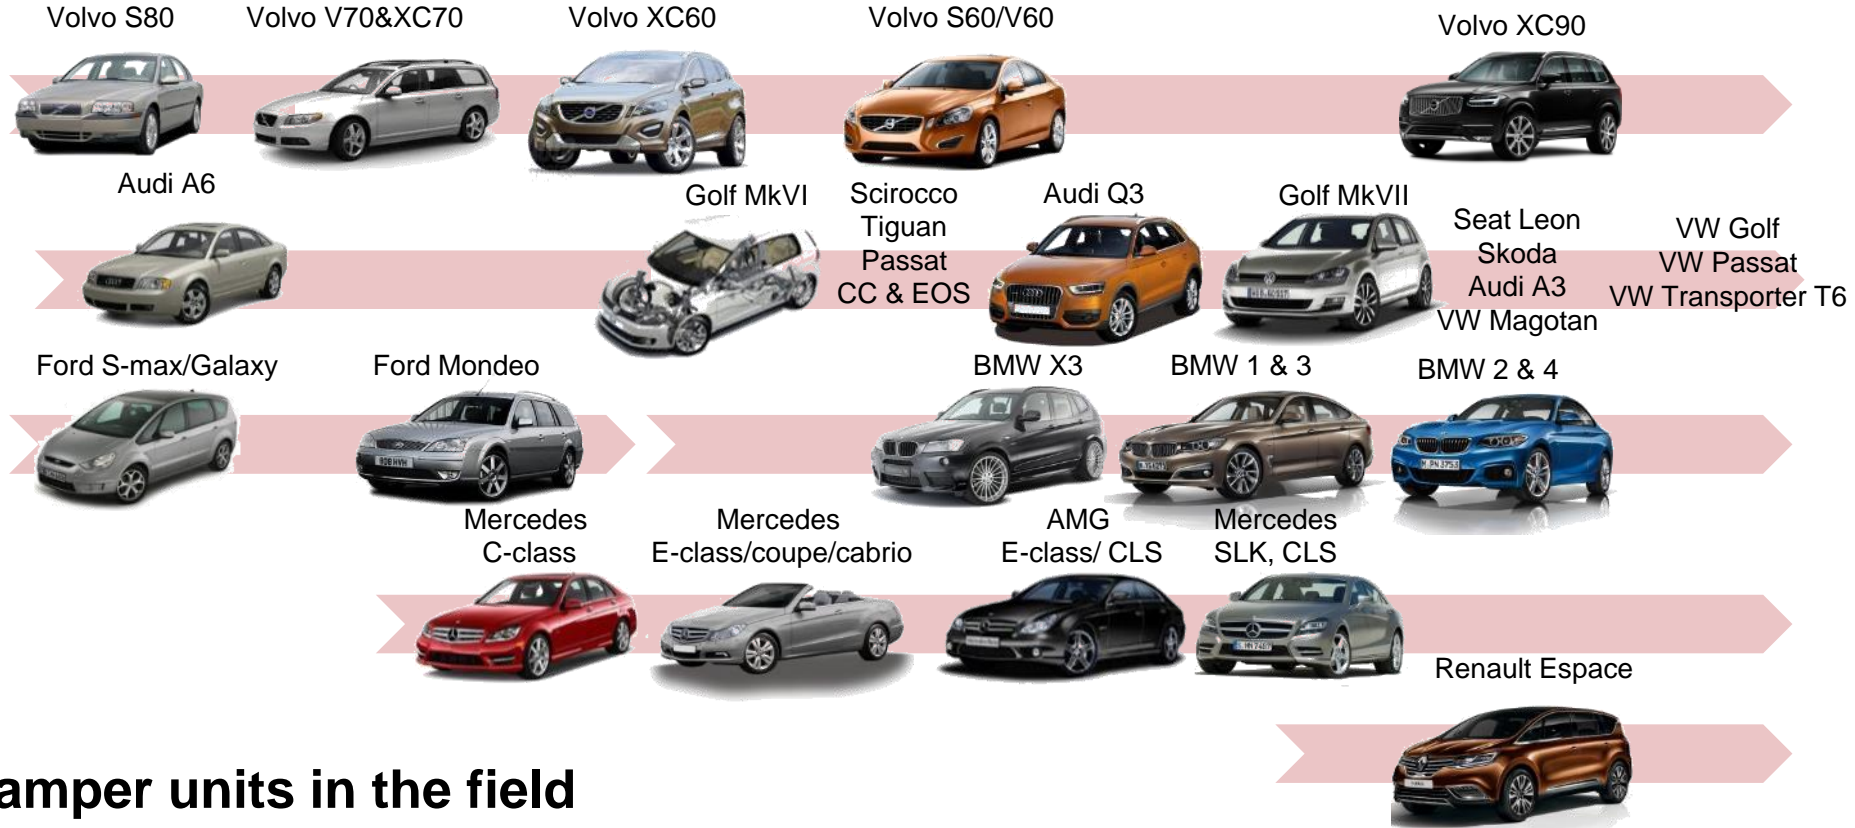 Volvo S80
Volvo V70&XC70
Volvo XC60
Volvo S60/V60
Volvo XC90
Audi A6
Golf MkVI
Scirocco
Tiguan
Passat
CC & EOS
Audi Q3
Golf MkVII
Seat Leon
Skoda
Audi A3
VW Magotan
VW Golf
VW Passat
VW Transporter T6
Ford S-max/Galaxy
Ford Mondeo
BMW X3
BMW 1 & 3
BMW 2 & 4
Mercedes
C-class
Mercedes
E-class/coupe/cabrio
AMG
E-class/ CLS
Mercedes
SLK, CLS
Renault Espace
amper units in the field